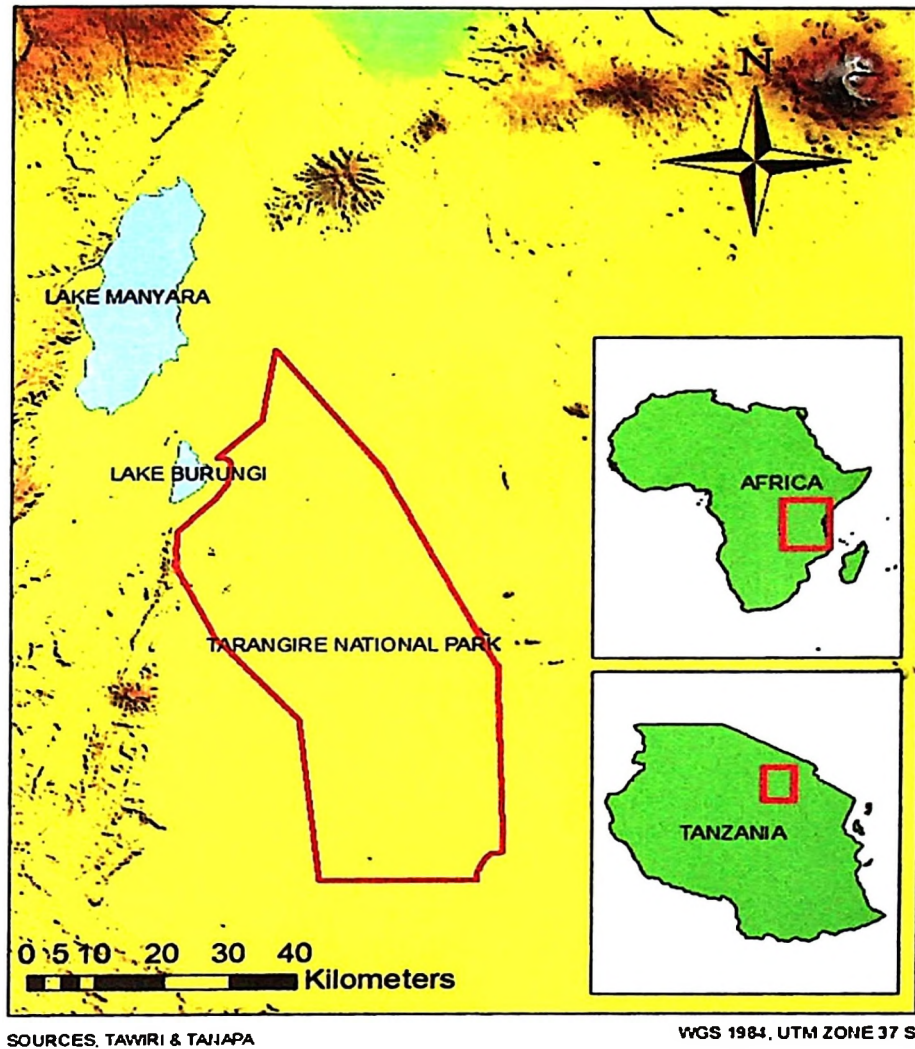 N
LAKE MANYARA
LAKE BURUNGI
AFRICA
TARANGIRE NATIONAL PARK
TANZANIA
0 5 10 20 30 40
Kilometers
SOURCES, TAWIRI & TANAPA
WGS 1984, UTM ZONE 37 S